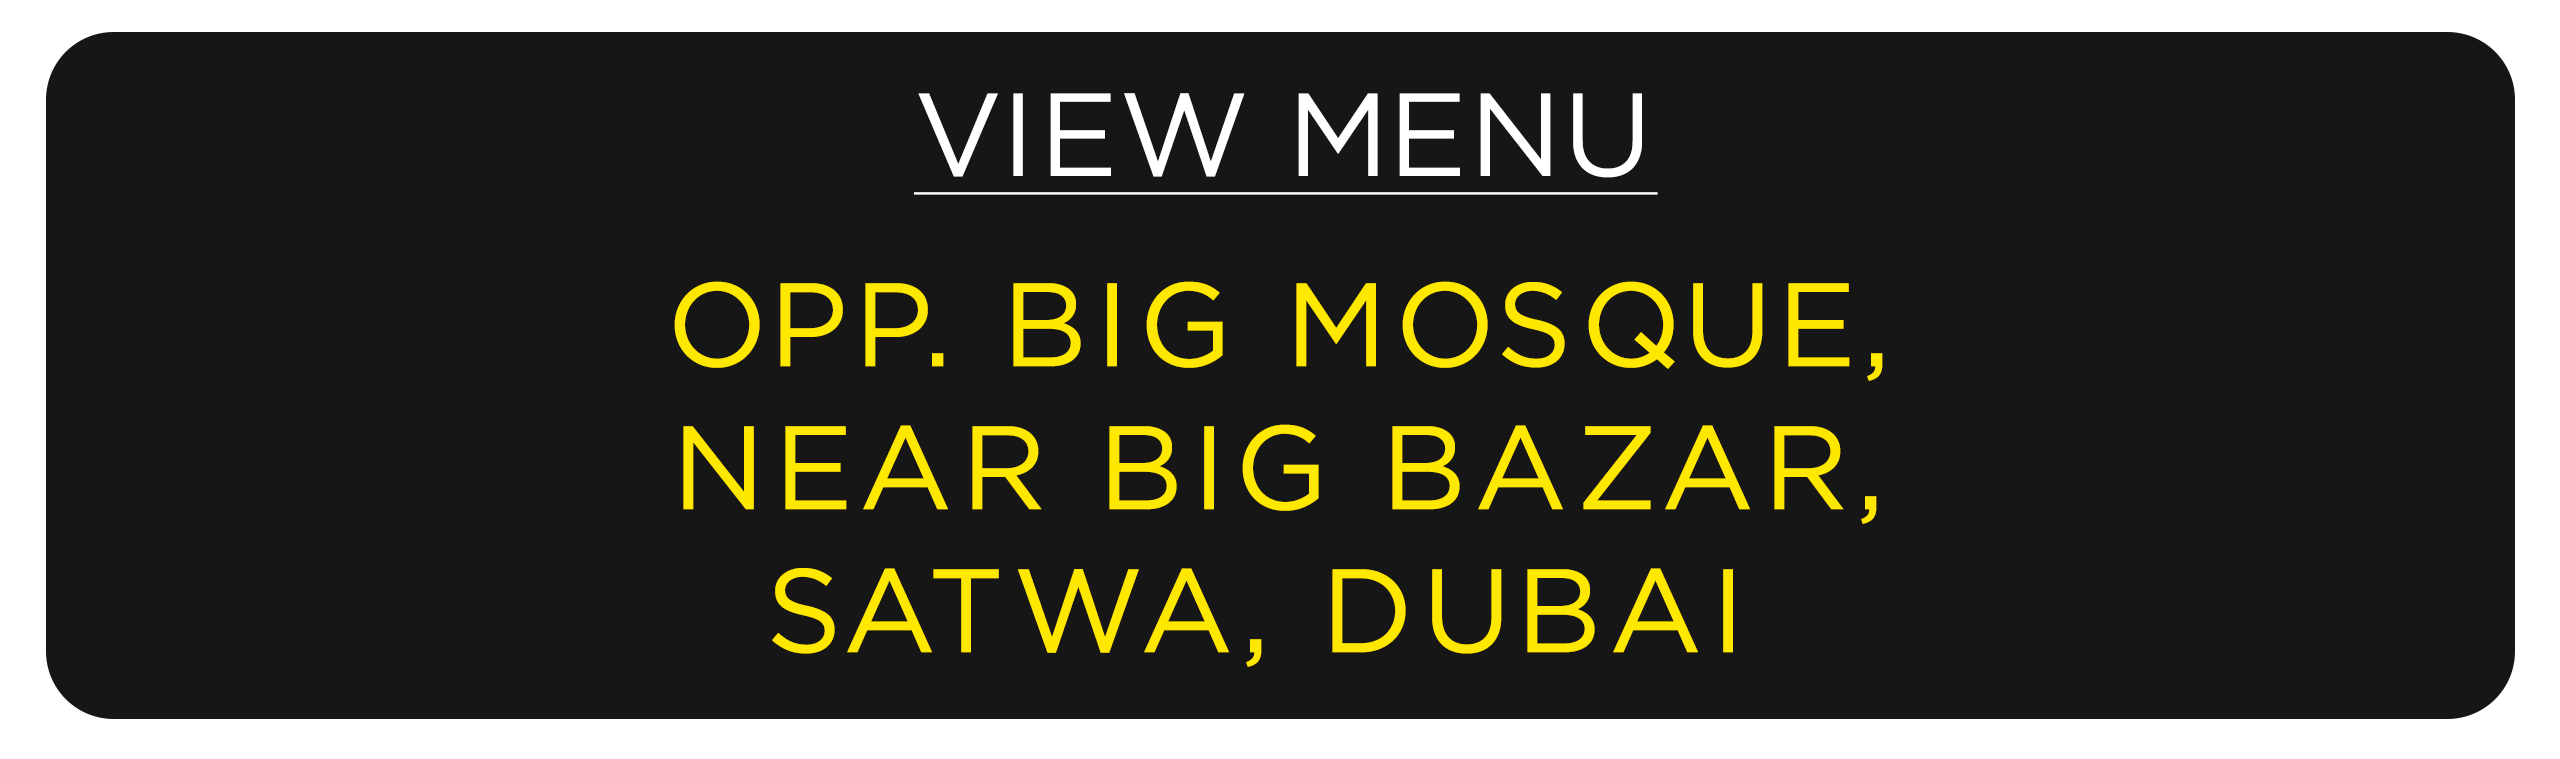 VIEW MENU
OPP. BIG MOSQUE,
NEAR BIG BAZAR,
SATWA, DUBAI